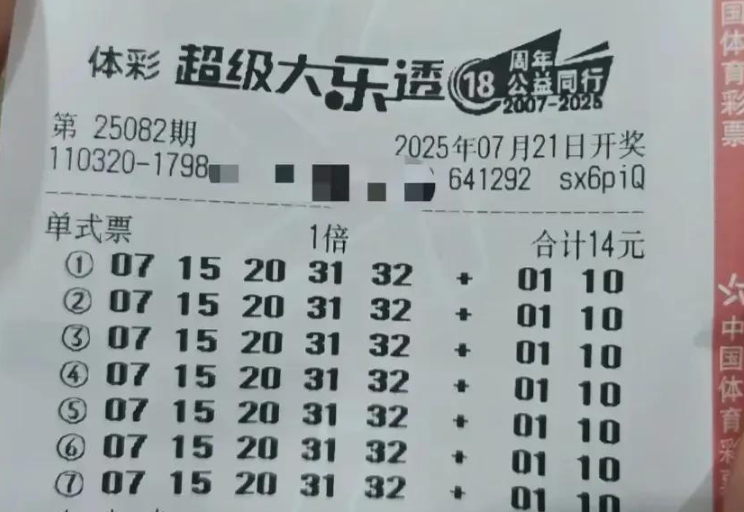 体彩 超级大乐透 18 周年
公益同行
2007-2025
第 25082期 2025年07月21日开奖
110320-1798 641292 sx6piQ
单式票 1倍 合计14元
① 07 15 20 31 32 + 01 10
② 07 15 20 31 32 + 01 10
③ 07 15 20 31 32 + 01 10
④ 07 15 20 31 32 + 01 10
⑤ 07 15 20 31 32 + 01 10
⑥ 07 15 20 31 32 + 01 10
⑦ 07 15 20 31 32 + 01 10
国体育彩票
中国体育彩票